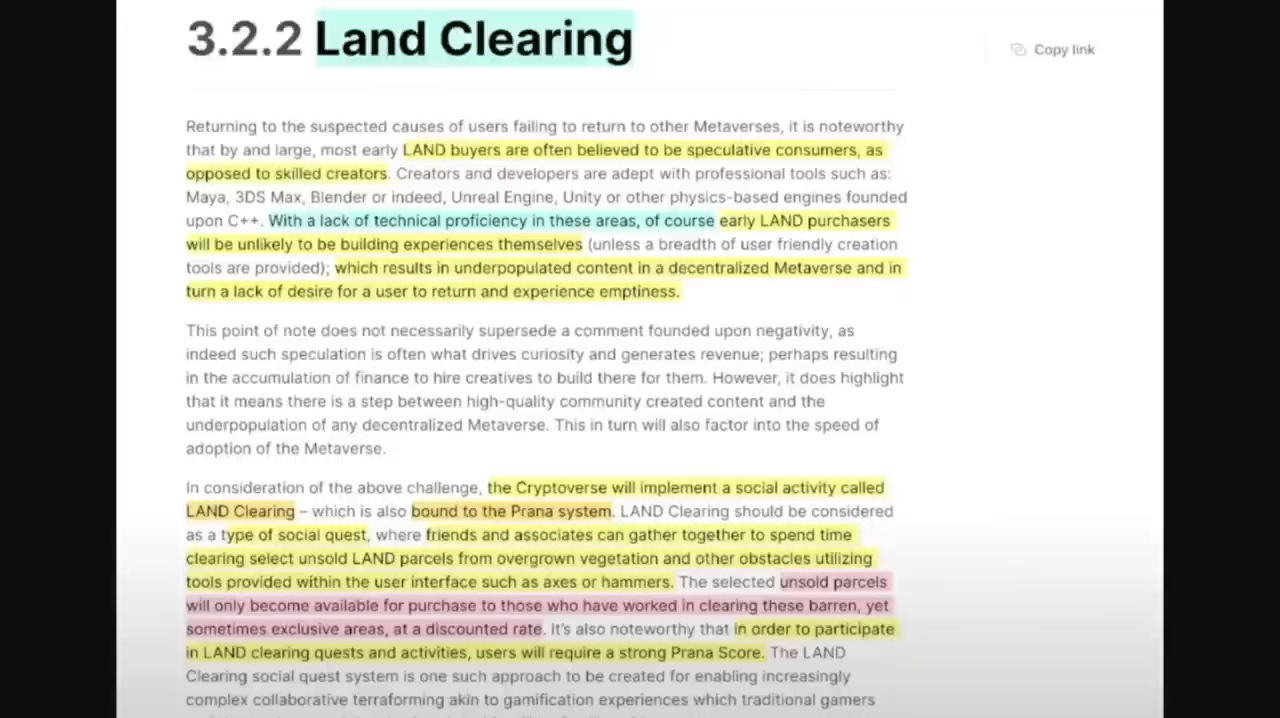 3.2.2 Land Clearing
Copy link
Returning to the suspected causes of users failing to return to other Metaverses, it is noteworthy
that by and large, most early LAND buyers are often believed to be speculative consumers, as
opposed to skilled creators. Creators and developers are adept with professional tools such as:
Maya, 3DS Max, Blender or indeed, Unreal Engine, Unity or other physics-based engines founded
upon C++. With a lack of technical proficiency in these areas, of course early LAND purchasers
will be unlikely to be building experiences themselves (unless a breadth of user friendly creation
tools are provided); which results in underpopulated content in a decentralized Metaverse and in
turn a lack of desire for a user to return and experience emptiness.
This point of note does not necessarily supersede a comment founded upon negativity, as
indeed such speculation is often what drives curiosity and generates revenue; perhaps resulting
in the accumulation of finance to hire creatives to build there for them. However, it does highlight
that it means there is a step between high-quality community created content and the
underpopulation of any decentralized Metaverse. This in turn will also factor into the speed of
adoption of the Metaverse.
In consideration of the above challenge, the Cryptoverse will implement a social activity called
LAND Clearing – which is also bound to the Prana system. LAND Clearing should be considered
as a type of social quest, where friends and associates can gather together to spend time
clearing select unsold LAND parcels from overgrown vegetation and other obstacles utilizing
tools provided within the user interface such as axes or hammers. The selected unsold parcels
will only become available for purchase to those who have worked in clearing these barren, yet
sometimes exclusive areas, at a discounted rate. It's also noteworthy that in order to participate
in LAND clearing quests and activities, users will require a strong Prana Score. The LAND
Clearing social quest system is one such approach to be created for enabling increasingly
complex collaborative terraforming akin to gamification experiences which traditional gamers